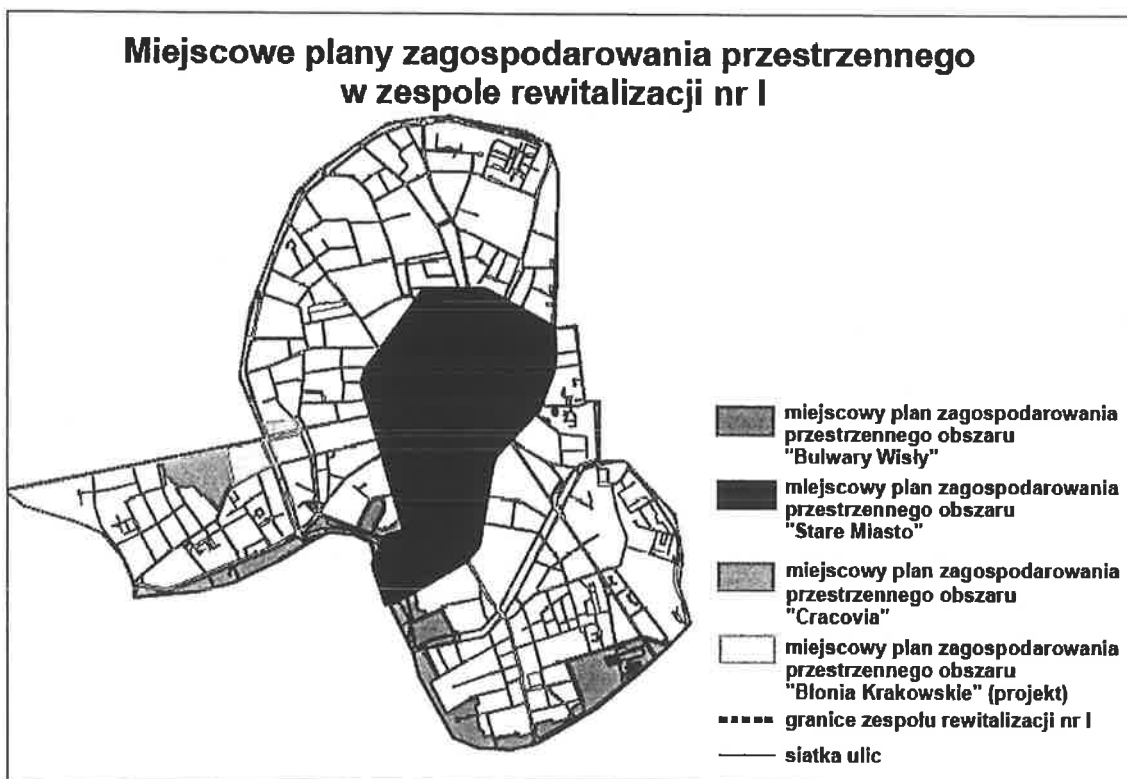 Miejscowe plany zagospodarowania przestrzennego
w zespole rewitalizacji nr I
miejscowy plan zagospodarowania
przestrzennego obszaru
"Bulwary Wisły"
miejscowy plan zagospodarowania
przestrzennego obszaru
"Stare Miasto"
miejscowy plan zagospodarowania
przestrzennego obszaru
"Cracovia"
miejscowy plan zagospodarowania
przestrzennego obszaru
"Błonia Krakowskie" (projekt)
granice zespołu rewitalizacji nr I
siatka ulic